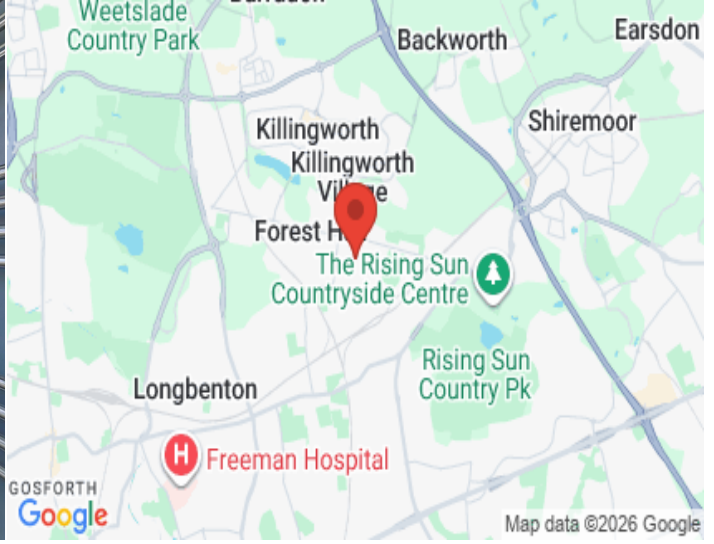 Weetslade
Country Park
Backworth
Earsdon
Killingworth
Shiremoor
Killingworth
Village
Forest H
The Rising Sun
Countryside Centre
Rising Sun
Country Pk
Longbenton
H
Freeman Hospital
GOSFORTH
Google
Map data ©2026 Google